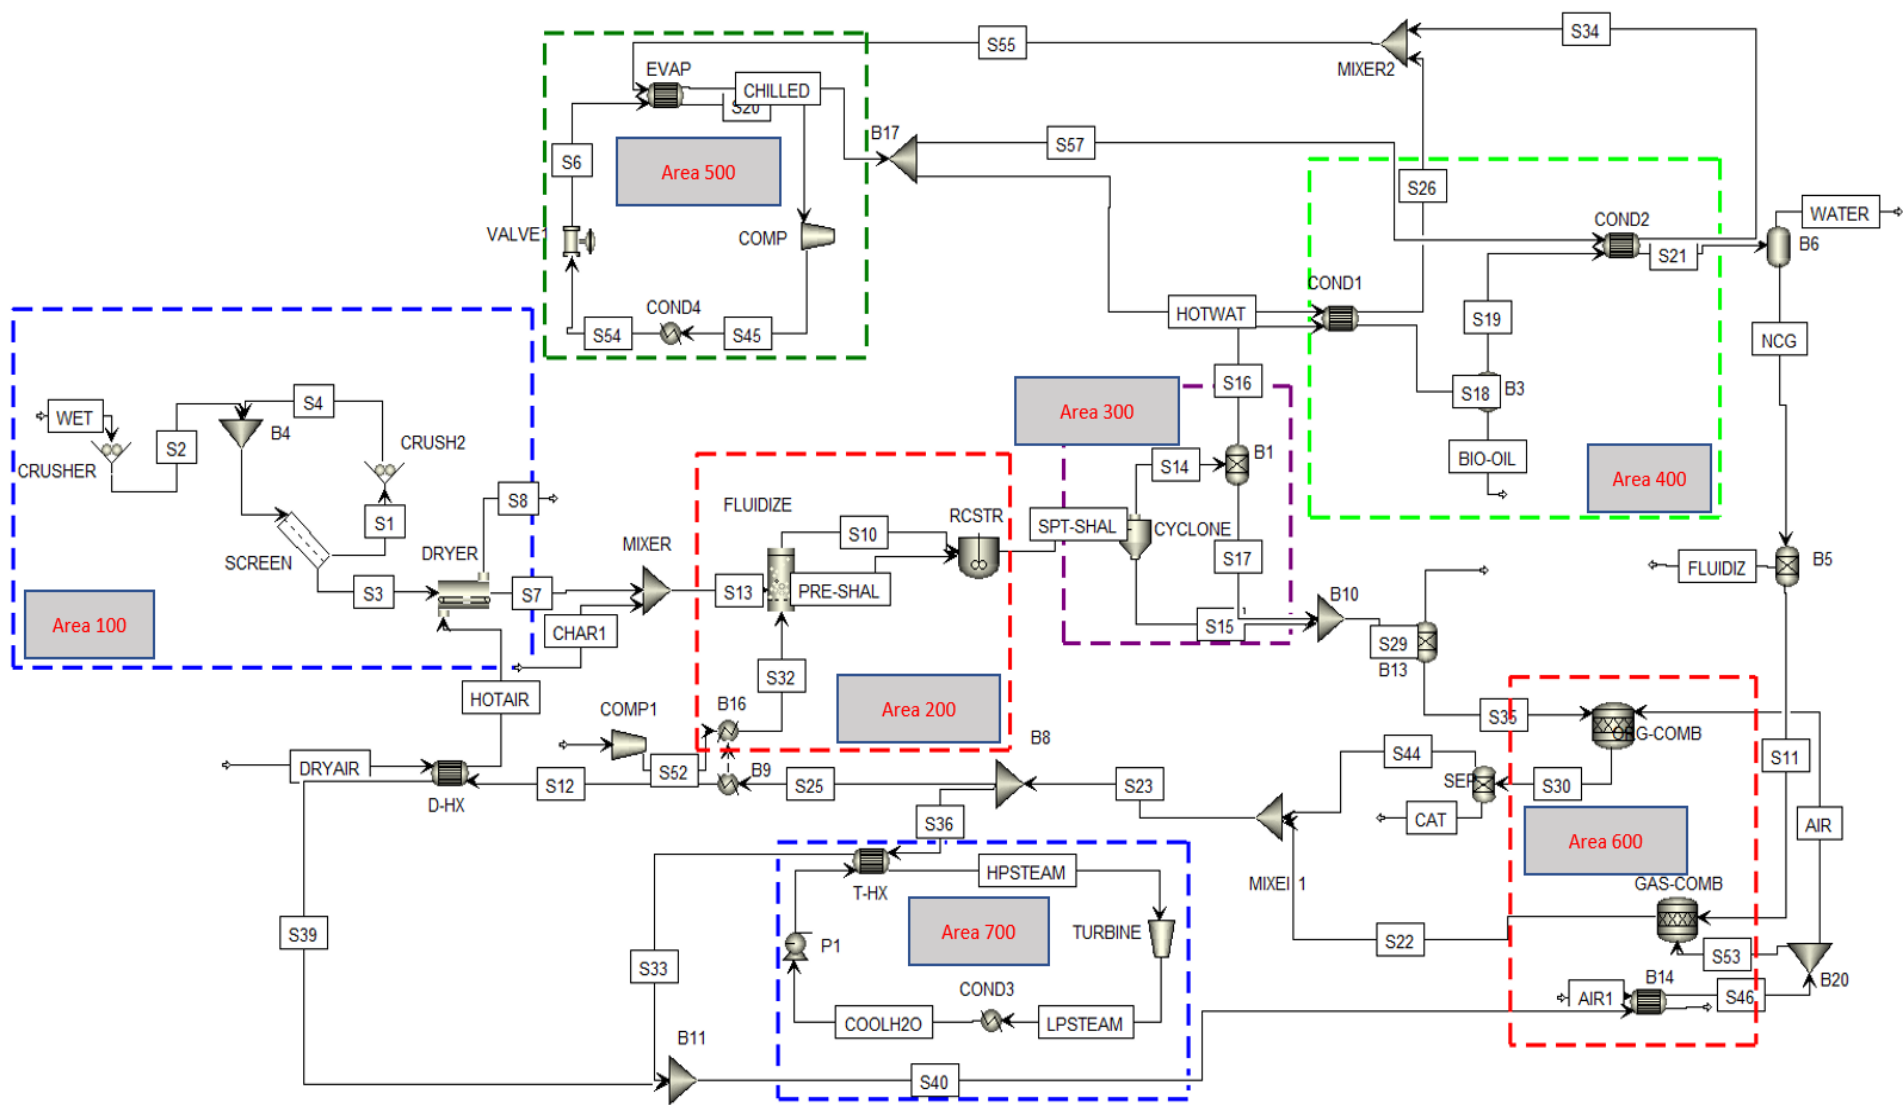 S55
S34
MIXER2
EVAP
CHILLED
S20
B17
S57
S6
Area 500
S26
WATER
COND2
B6
VALVE1
COMP
S21
COND1
HOTWAT
COND4
S54
S45
S19
NCG
S16
S18
B3
WET
S4
B4
S2
CRUSHER
CRUSH2
Area 300
S14
B1
BIO-OIL
Area 400
S8
S1
FLUIDIZE
S10
RCSTR
SPT-SHAL
CYCLONE
SCREEN
DRYER
MIXER
S17
FLUIDIZ
B5
S3
S7
S13
PRE-SHAL
B10
Area 100
CHAR1
S15
S29
B13
S32
HOTAIR
COMP1
B16
Area 200
S35
ORG-COMB
B8
DRYAIR
S52
B9
S44
S11
D-HX
S12
S25
S23
SEP
S30
S36
CAT
AIR
Area 600
T-HX
HPSTEAM
GAS-COMB
S39
Area 700
TURBINE
P1
S22
S33
S53
B20
COND3
B14
AIR1
S46
COOLH2O
LPSTEAM
B11
S40